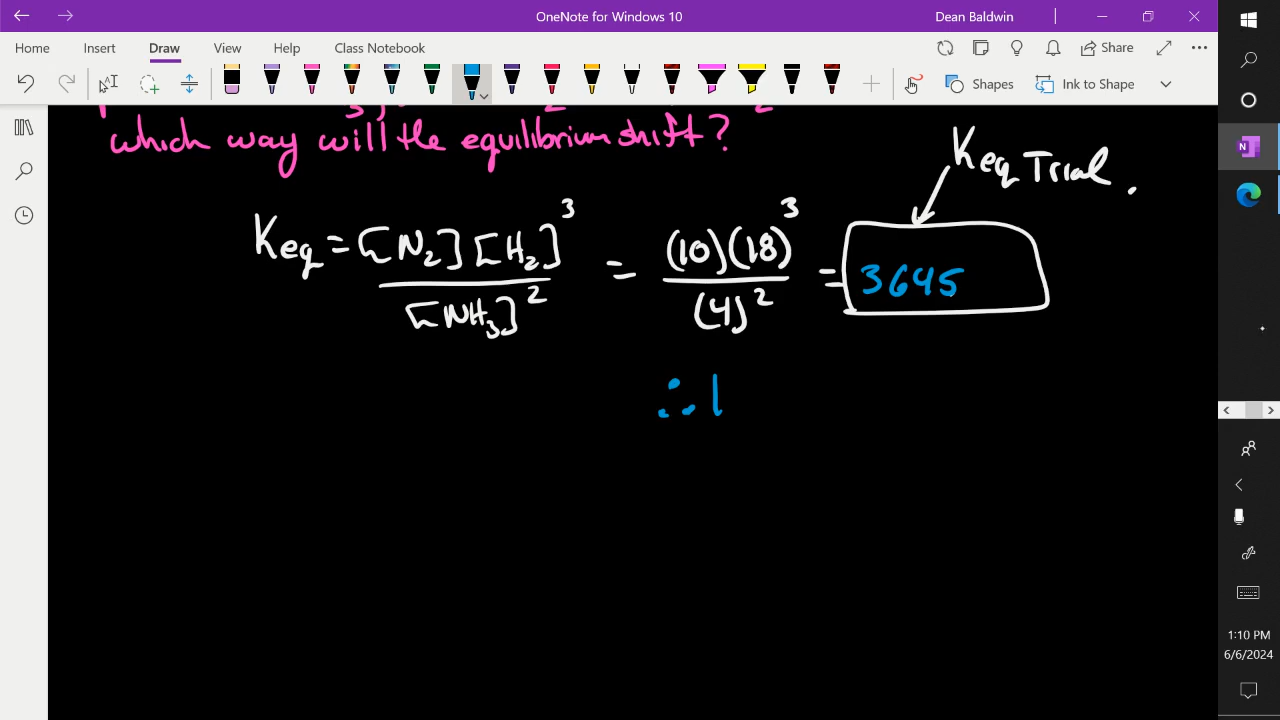 OneNote for Windows 10
Dean Baldwin
Home Insert Draw View Help Class Notebook
Share
Shapes
Ink to Shape
which way will the equilibrium shift?
Keq Trial.
Keq = [N₂][H₂]³ / [NH₃]² = (10)(18)³ / (4)² = 3645
∴ |
1:10 PM
6/6/2024